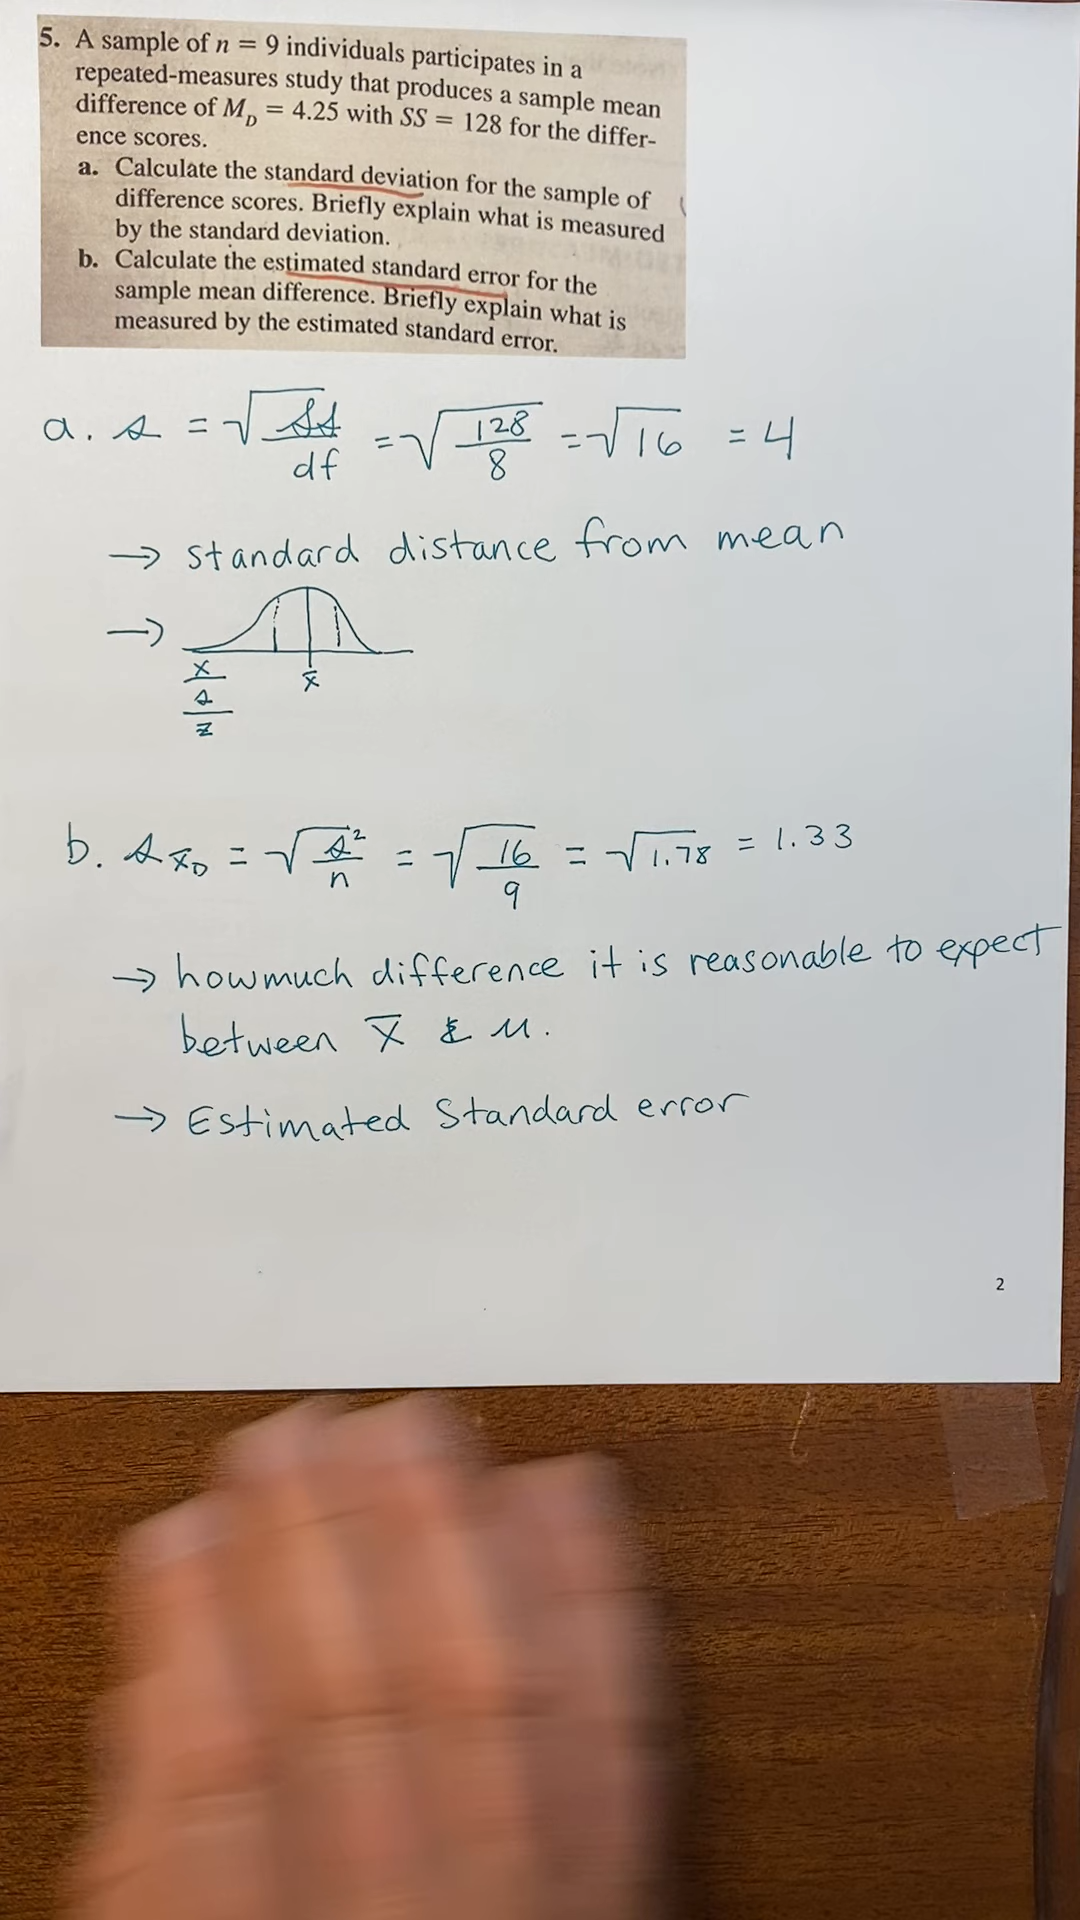 5. A sample of n = 9 individuals participates in a
repeated-measures study that produces a sample mean
difference of M_D = 4.25 with SS = 128 for the differ-
ence scores.
a. Calculate the standard deviation for the sample of
difference scores. Briefly explain what is measured
by the standard deviation.
b. Calculate the estimated standard error for the
sample mean difference. Briefly explain what is
measured by the estimated standard error.
a. s = √(SS/df) = √(128/8) = √16 = 4
→ standard distance from mean
→
x x̄
s
z
b. s_x̄_D = √(s²/n) = √(16/9) = √1.78 = 1.33
→ how much difference it is reasonable to expect
between x̄ & μ.
→ Estimated Standard error
2